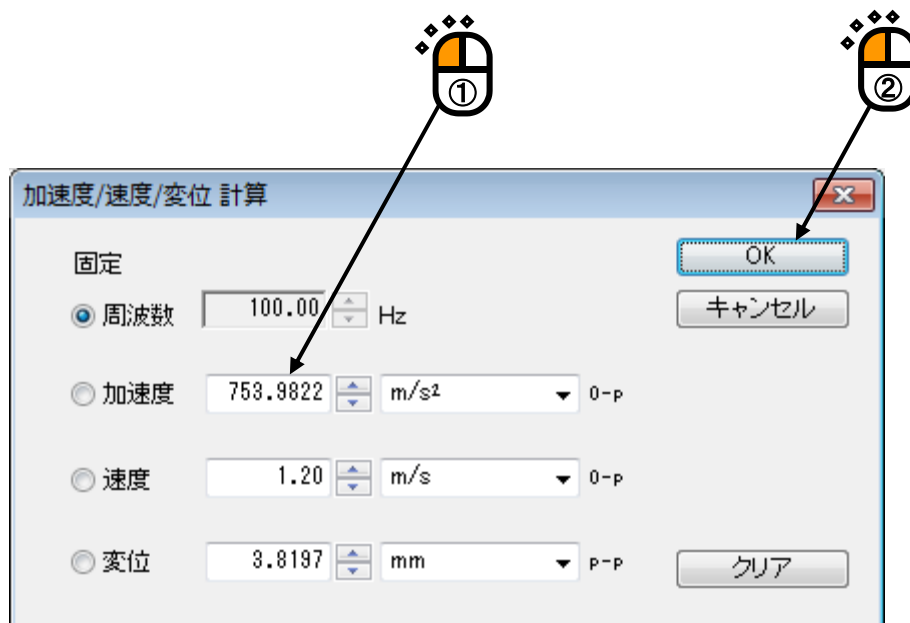 ① ②
加速度/速度/変位 計算
固定
OK
周波数 100.00 Hz
キャンセル
加速度 753.9822 m/s² 0-p
速度 1.20 m/s 0-p
変位 3.8197 mm p-p
クリア